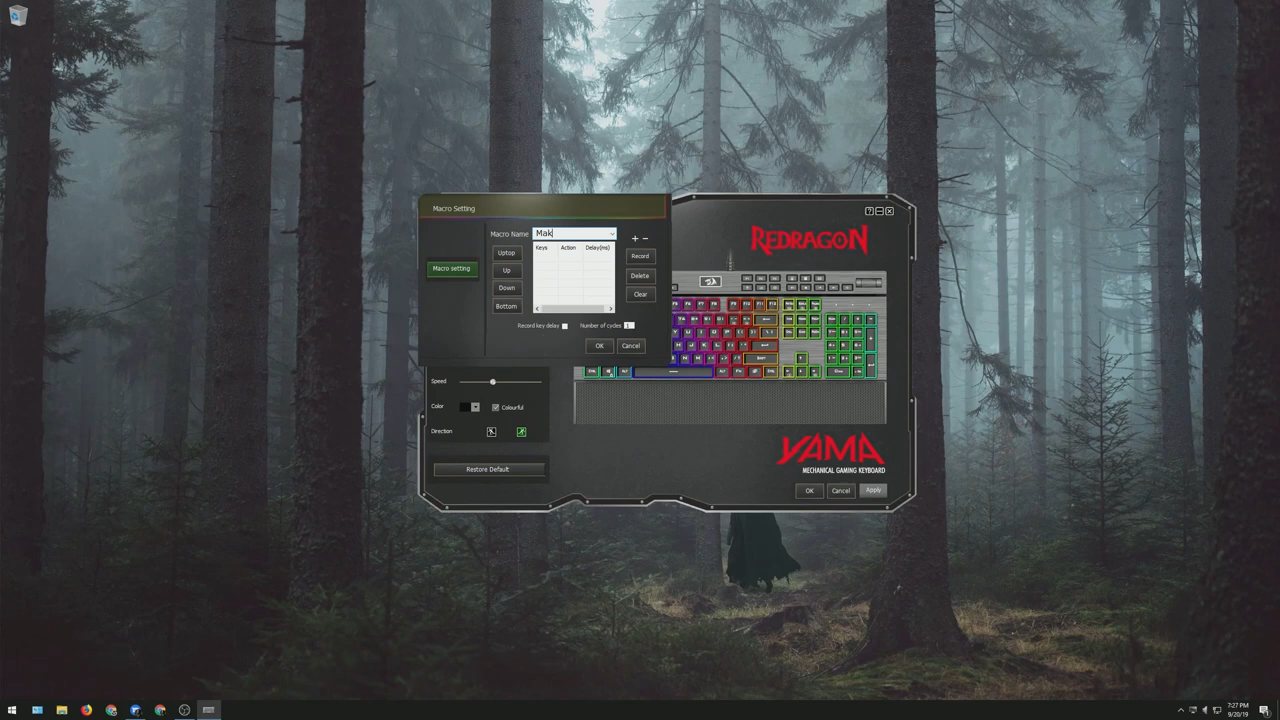 Macro Setting
Macro setting
Macro Name Mak
Keys Action Delay(ms)
Uptop
Up
Down
Bottom
Record
Delete
Clear
Record key delay
Number of cycles 1
OK Cancel
Speed
Color
Colourful
Direction
Restore Default
REDRAGON
YAMA
MECHANICAL GAMING KEYBOARD
OK Cancel Apply
7:27 PM
9/20/19